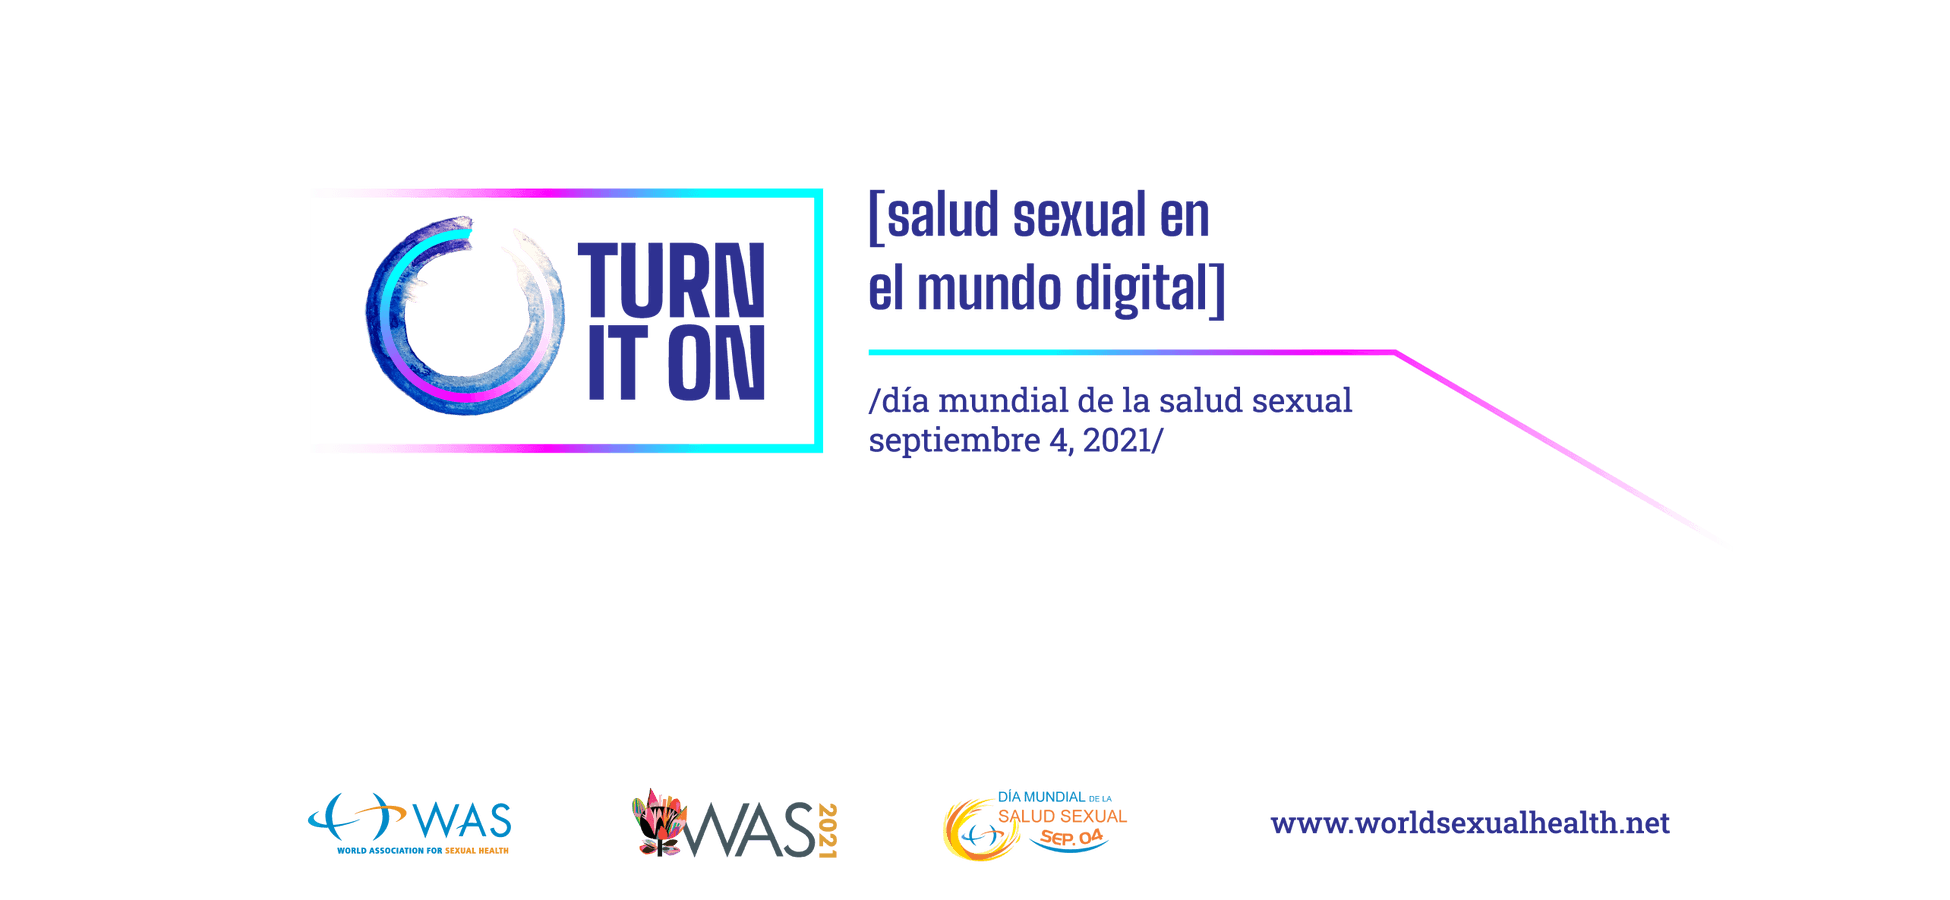 TURN
IT ON
[salud sexual en
el mundo digital]
/día mundial de la salud sexual
septiembre 4, 2021/
WAS
WORLD ASSOCIATION FOR SEXUAL HEALTH
WAS 2021
DÍA MUNDIAL DE LA
SALUD SEXUAL
SEP. 04
www.worldsexualhealth.net